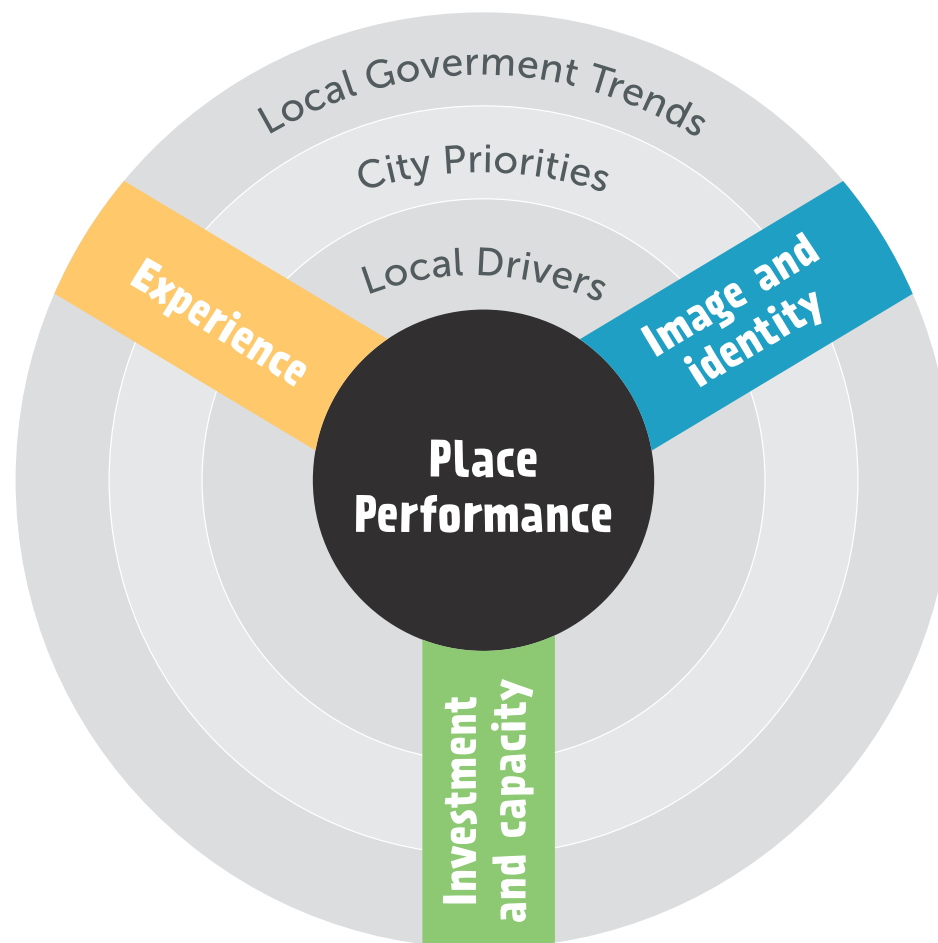 Local Goverment Trends
City Priorities
Local Drivers
Experience
Image and
identity
Place
Performance
Investment
and capacity